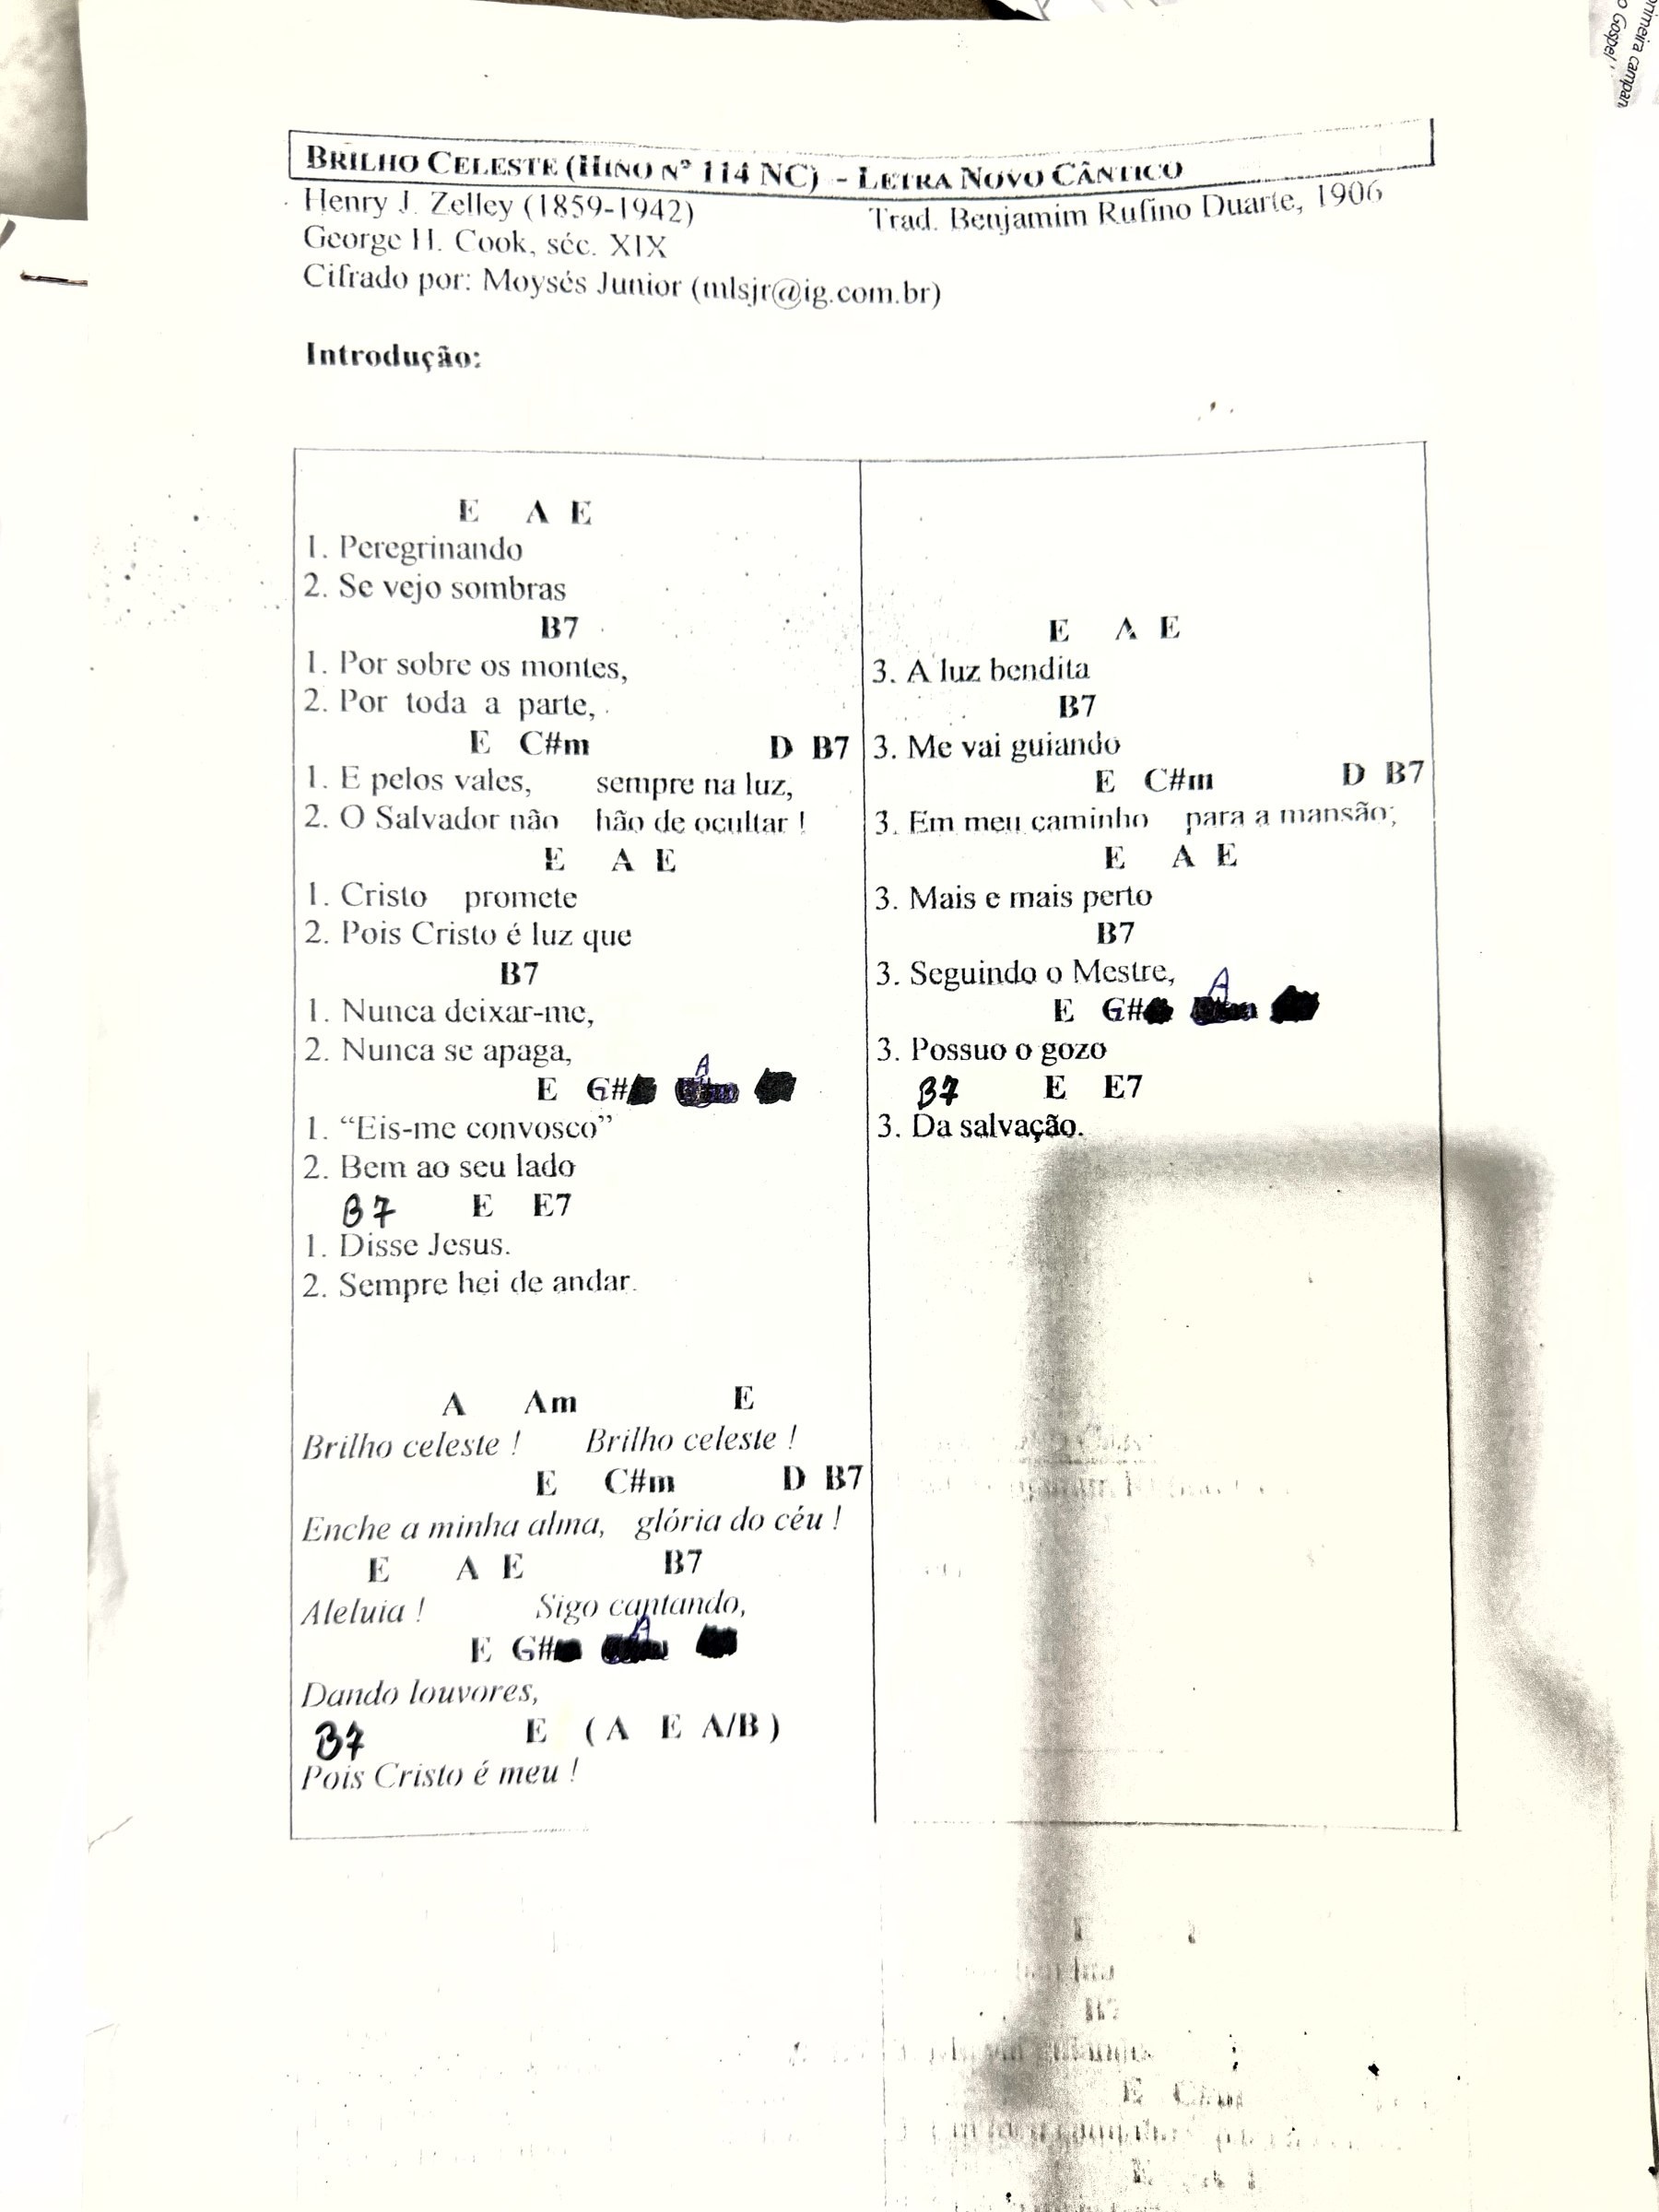 BRILHO CELESTE (HINO Nº 114 NC) - LETRA NOVO CÂNTICO
Henry J. Zelley (1859-1942) Trad. Benjamim Rufino Duarte, 1906
George H. Cook, séc. XIX
Cifrado por: Moysés Junior (mlsjr@ig.com.br)
Introdução:
E A E
1. Peregrinando
2. Se vejo sombras
B7
1. Por sobre os montes,
2. Por toda a parte,
E C#m D B7
1. E pelos vales, sempre na luz,
2. O Salvador não hão de ocultar !
E A E
1. Cristo promete
2. Pois Cristo é luz que
B7
1. Nunca deixar-me,
2. Nunca se apaga,
E G# A
1. “Eis-me convosco”
2. Bem ao seu lado
B7 E E7
1. Disse Jesus.
2. Sempre hei de andar.
A Am E
Brilho celeste ! Brilho celeste !
E C#m D B7
Enche a minha alma, glória do céu !
E A E B7
Aleluia ! Sigo cantando,
E G# A
Dando louvores,
B7 E ( A E A/B )
Pois Cristo é meu !
E A E
3. A luz bendita
B7
3. Me vai guiando
E C#m D B7
3. Em meu caminho para a mansão;
E A E
3. Mais e mais perto
B7
3. Seguindo o Mestre,
E G# A
3. Possuo o gozo
B7 E E7
3. Da salvação.
primeira campan
o Gospel